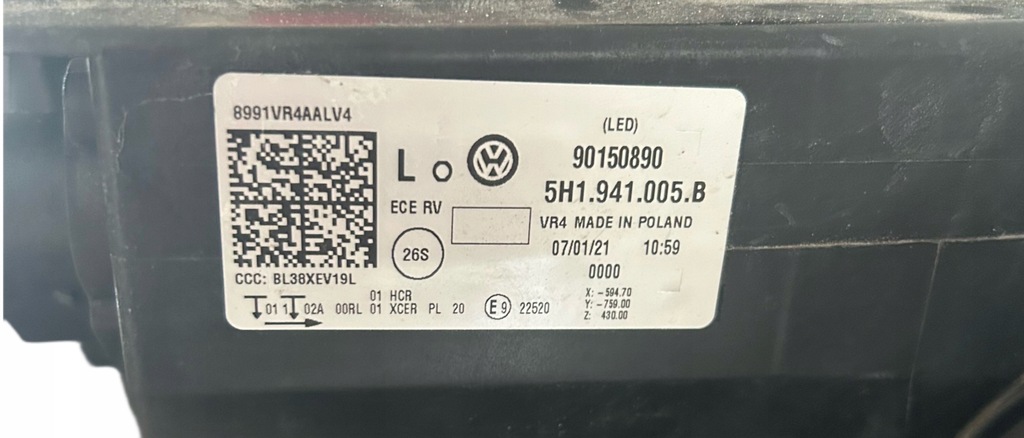 8991VR4AALV4
CCC: BL38XEV19L
L
ECE RV
26S
(LED)
90150890
5H1.941.005.B
VR4 MADE IN POLAND
07/01/21 10:59
0000
X: -594.70
Y: -759.00
Z: 430.00
01 HCR
01 1 02A 00RL 01 XCER PL 20 E9 22520